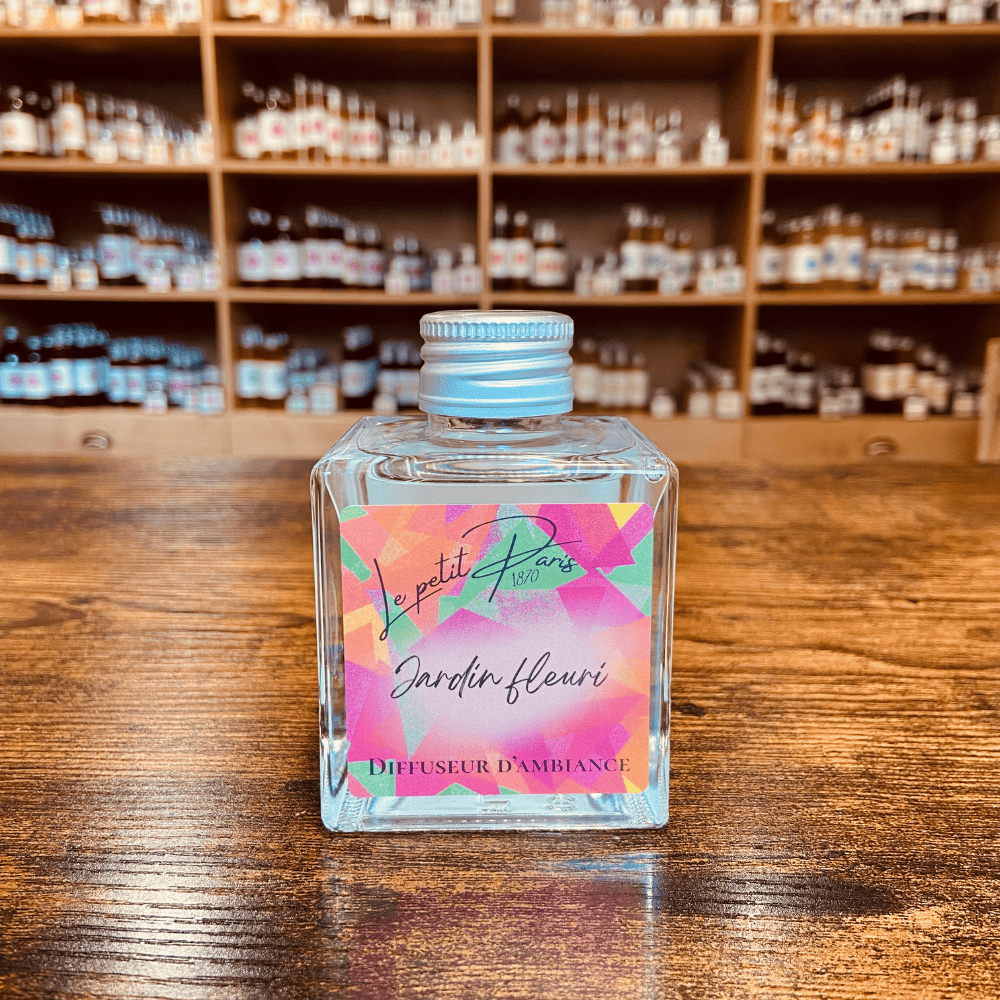 Le petit Paris
1870
Jardin fleuri
DIFFUSEUR D'AMBIANCE